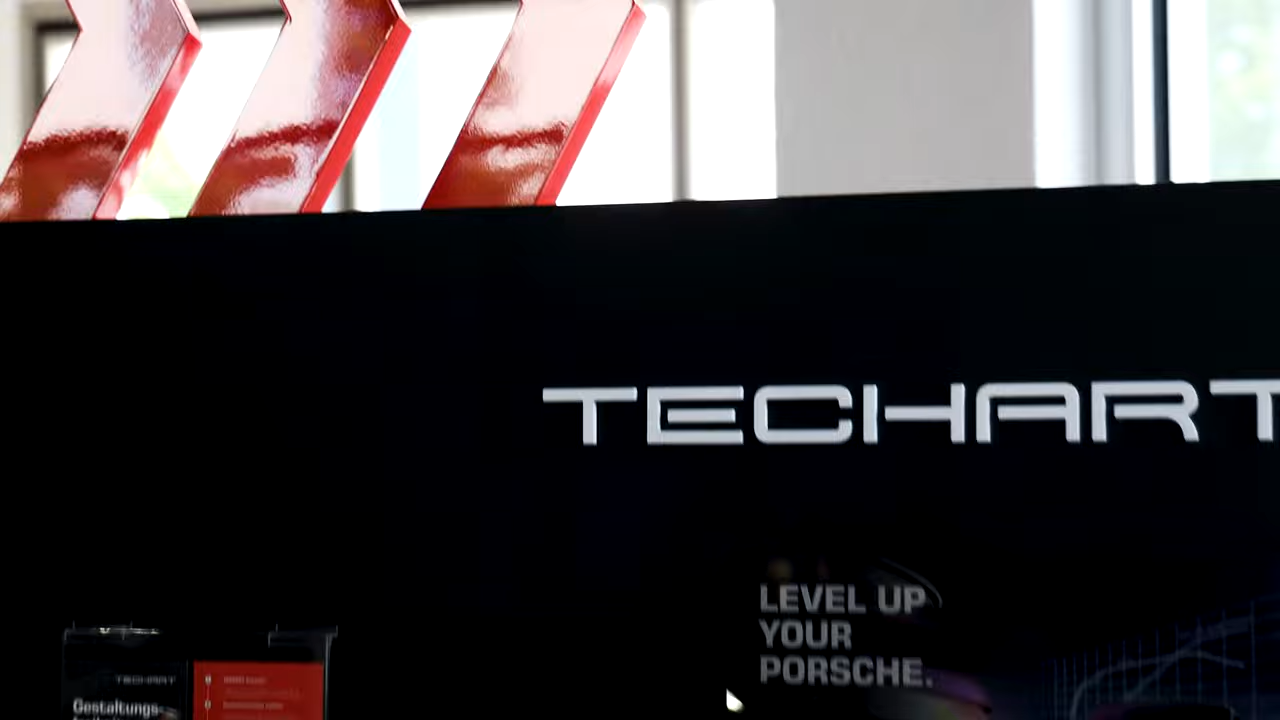 TECHART
LEVEL UP
YOUR
PORSCHE.
TECHART
Gestaltungs-